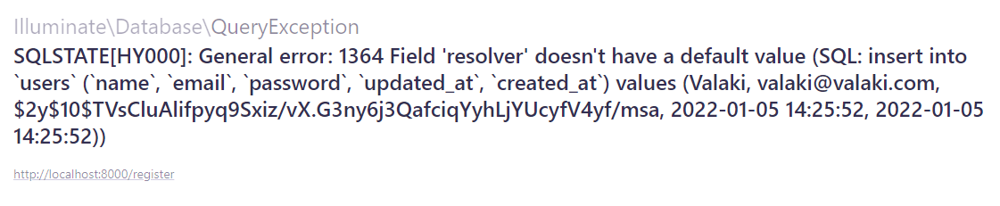 Illuminate\Database\QueryException
SQLSTATE[HY000]: General error: 1364 Field 'resolver' doesn't have a default value (SQL: insert into
`users` (`name`, `email`, `password`, `updated_at`, `created_at`) values (Valaki, valaki@valaki.com,
$2y$10$TVsCluAlifpyq9Sxiz/vX.G3ny6j3QafciqYyhLjYUcyfV4yf/msa, 2022-01-05 14:25:52, 2022-01-05
14:25:52))
http://localhost:8000/register